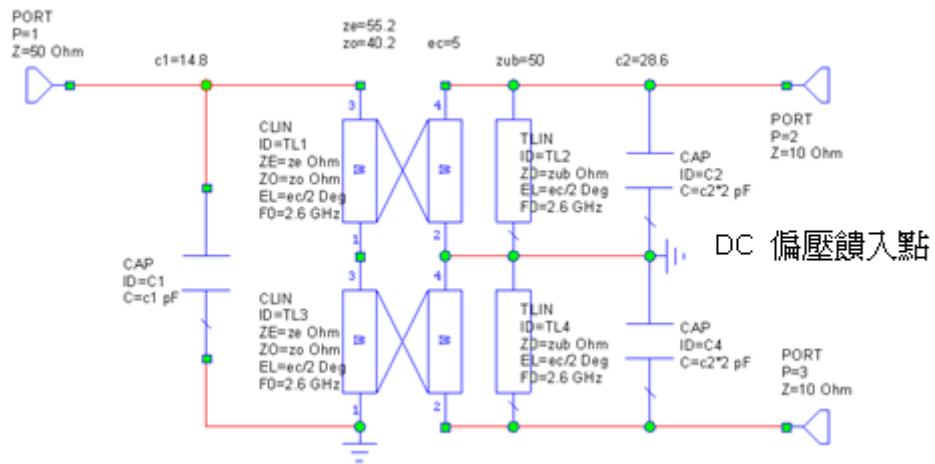 PORT
P=1
Z=50 Ohm
c1=14.8
ze=55.2
zo=40.2
ec=5
zub=50
c2=28.6
3
4
CLIN
ID=TL1
ZE=ze Ohm
ZO=zo Ohm
EL=ec/2 Deg
F0=2.6 GHz
W
1
2
TLIN
ID=TL2
Z0=zub Ohm
EL=ec/2 Deg
F0=2.6 GHz
CAP
ID=C2
C=c2*2 pF
PORT
P=2
Z=10 Ohm
DC 偏壓饋入點
CAP
ID=C1
C=c1 pF
3
4
CLIN
ID=TL3
ZE=ze Ohm
ZO=zo Ohm
EL=ec/2 Deg
F0=2.6 GHz
W
1
2
TLIN
ID=TL4
Z0=zub Ohm
EL=ec/2 Deg
F0=2.6 GHz
CAP
ID=C4
C=c2*2 pF
PORT
P=3
Z=10 Ohm